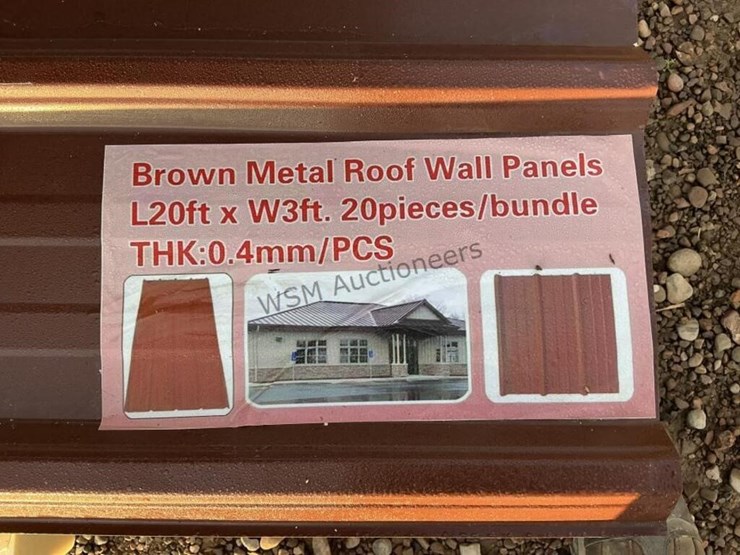 Brown Metal Roof Wall Panels
L20ft x W3ft. 20pieces/bundle
THK:0.4mm/PCS
WSM Auctioneers